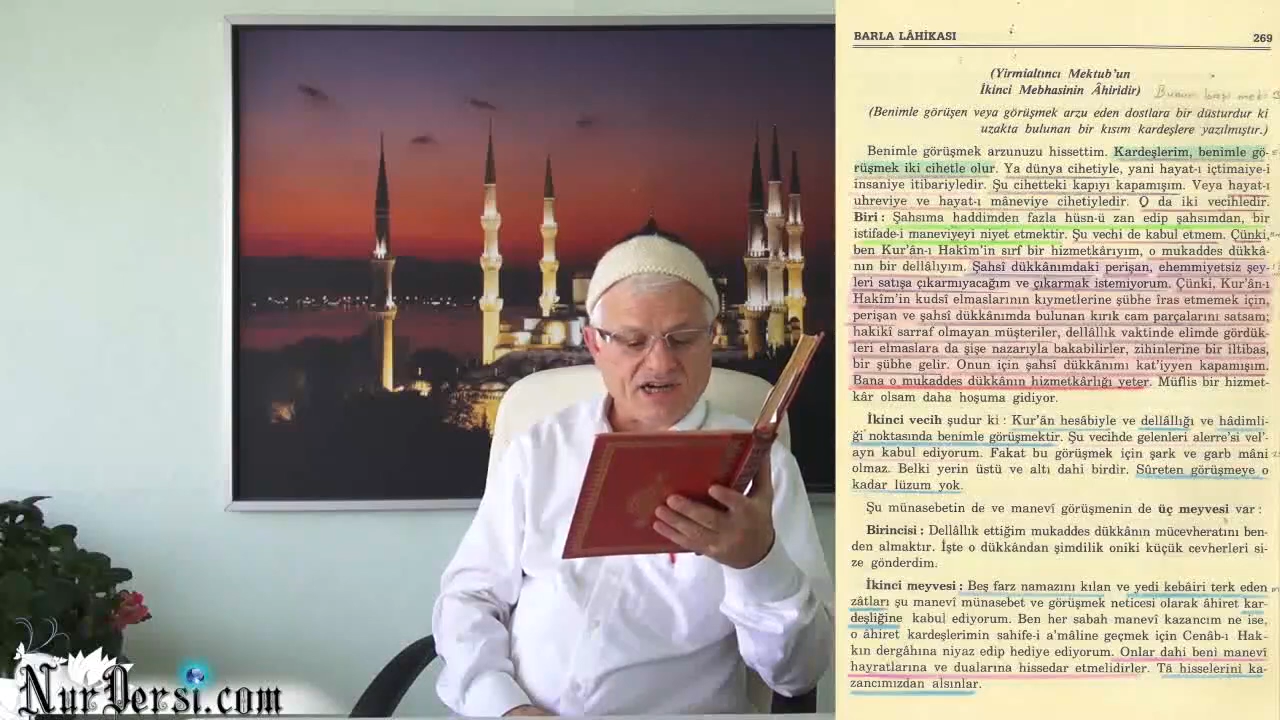 BARLA LÂHİKASI 269
(Yirmialtıncı Mektub'un
İkinci Mebhasinin Âhiridir)
(Benimle görüşen veya görüşmek arzu eden dostlara bir düsturdur ki
uzakta bulunan bir kısım kardeşlere yazılmıştır.)
Benimle görüşmek arzunuzu hissettim. Kardeşlerim, benimle gö-
rüşmek iki cihetle olur. Ya dünya cihetiyle, yani hayat-ı içtimaiye-i
insaniye itibariyledir. Şu cihetteki kapıyı kapamışım. Veya hayat-ı
uhreviye ve hayat-ı mâneviye cihetiyledir. O da iki vecihledir.
Biri : Şahsıma haddimden fazla hüsn-ü zan edip şahsımdan, bir
istifade-i maneviyeyi niyet etmektir. Şu vechi de kabul etmem. Çünki,
ben Kur'ân-ı Hakîm'in sırf bir hizmetkârıyım, o mukaddes dükkâ-
nın bir dellâlıyım. Şahsî dükkânımdaki perişan, ehemmiyetsiz şey-
leri satışa çıkarmıyacağım ve çıkarmak istemiyorum. Çünki, Kur'ân-ı
Hakîm'in kudsî elmaslarının kıymetlerine şübhe îras etmemek için,
perişan ve şahsî dükkânımda bulunan kırık cam parçalarını satsam;
hakikî sarraf olmayan müşteriler, dellâllık vaktinde elimde gördük-
leri elmaslara da şişe nazarıyla bakabilirler, zihinlerine bir iltibas,
bir şübhe gelir. Onun için şahsî dükkânımı kat'iyyen kapamışım.
Bana o mukaddes dükkânın hizmetkârlığı yeter. Müflis bir hizmet-
kâr olsam daha hoşuma gidiyor.
İkinci vecih şudur ki : Kur'ân hesâbiyle ve dellâllığı ve hâdimli-
ği noktasında benimle görüşmektir. Şu vecihde gelenleri alerre'si vel'-
ayn kabul ediyorum. Fakat bu görüşmek için şark ve garb mâni
olmaz. Belki yerin üstü ve altı dahi birdir. Sûreten görüşmeye o
kadar lüzum yok.
Şu münasebetin de ve manevî görüşmenin de üç meyvesi var :
Birincisi : Dellâllık ettiğim mukaddes dükkânın mücevheratını ben-
den almaktır. İşte o dükkândan şimdilik oniki küçük cevherleri si-
ze gönderdim.
İkinci meyvesi : Beş farz namazını kılan ve yedi kebâiri terk eden
zâtları şu manevî münasebet ve görüşmek neticesi olarak âhiret kar-
deşliğine kabul ediyorum. Ben her sabah manevî kazancım ne ise,
o âhiret kardeşlerimin sahife-i a'mâline geçmek için Cenâb-ı Hak-
kın dergâhına niyaz edip hediye ediyorum. Onlar dahi beni manevî
hayratlarına ve dualarına hissedar etmelidirler. Tâ hisselerini ka-
zancımızdan alsınlar.
NurDersi.com